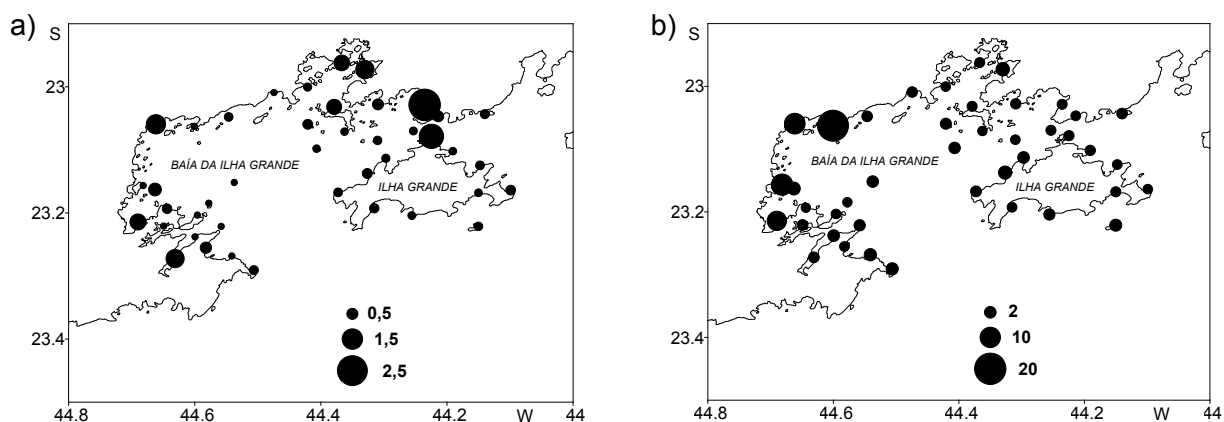 a)
S
23
23.2
23.4
BAÍA DA ILHA GRANDE
ILHA GRANDE
0,5
1,5
2,5
44.8 44.6 44.4 44.2 W 44
b)
S
23
23.2
23.4
BAÍA DA ILHA GRANDE
ILHA GRANDE
2
10
20
44.8 44.6 44.4 44.2 W 44